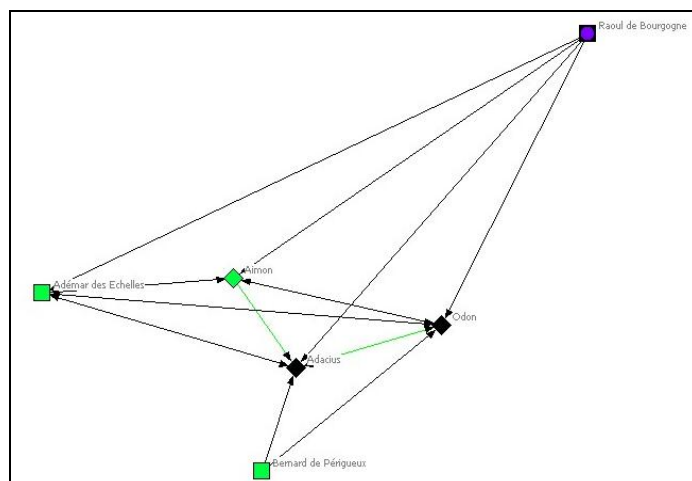 Raoul de Bourgogne
Aimon
Adémar des Echelles
Odon
Adacius
Bernard de Périgueux